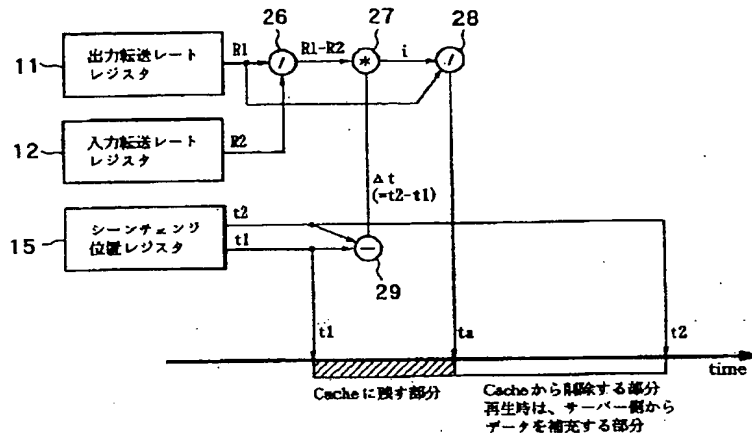 26
27
28
11
出力転送レート
レジスタ
R1
/
R1-R2
*
i
/
12
入力転送レート
レジスタ
R2
Δt
(=t2-t1)
15
シーンチェンジ
位置レジスタ
t2
t1
−
29
t1
ta
t2
time
Cacheに残す部分
Cacheから削除する部分
再生時は、サーバー側から
データを補充する部分